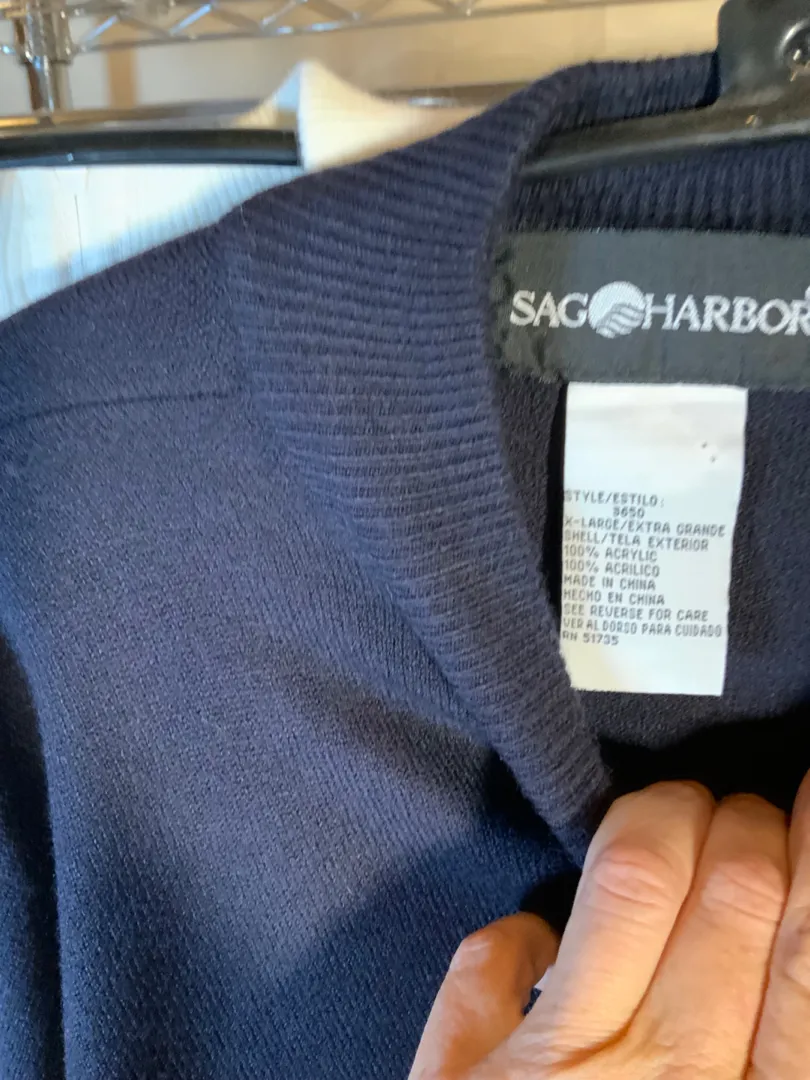 SAG HARBOR
STYLE/ESTILO:
3650
X-LARGE/EXTRA GRANDE
SHELL/TELA EXTERIOR
100% ACRYLIC
100% ACRILICO
MADE IN CHINA
HECHO EN CHINA
SEE REVERSE FOR CARE
VER AL DORSO PARA CUIDADO
RN 51735